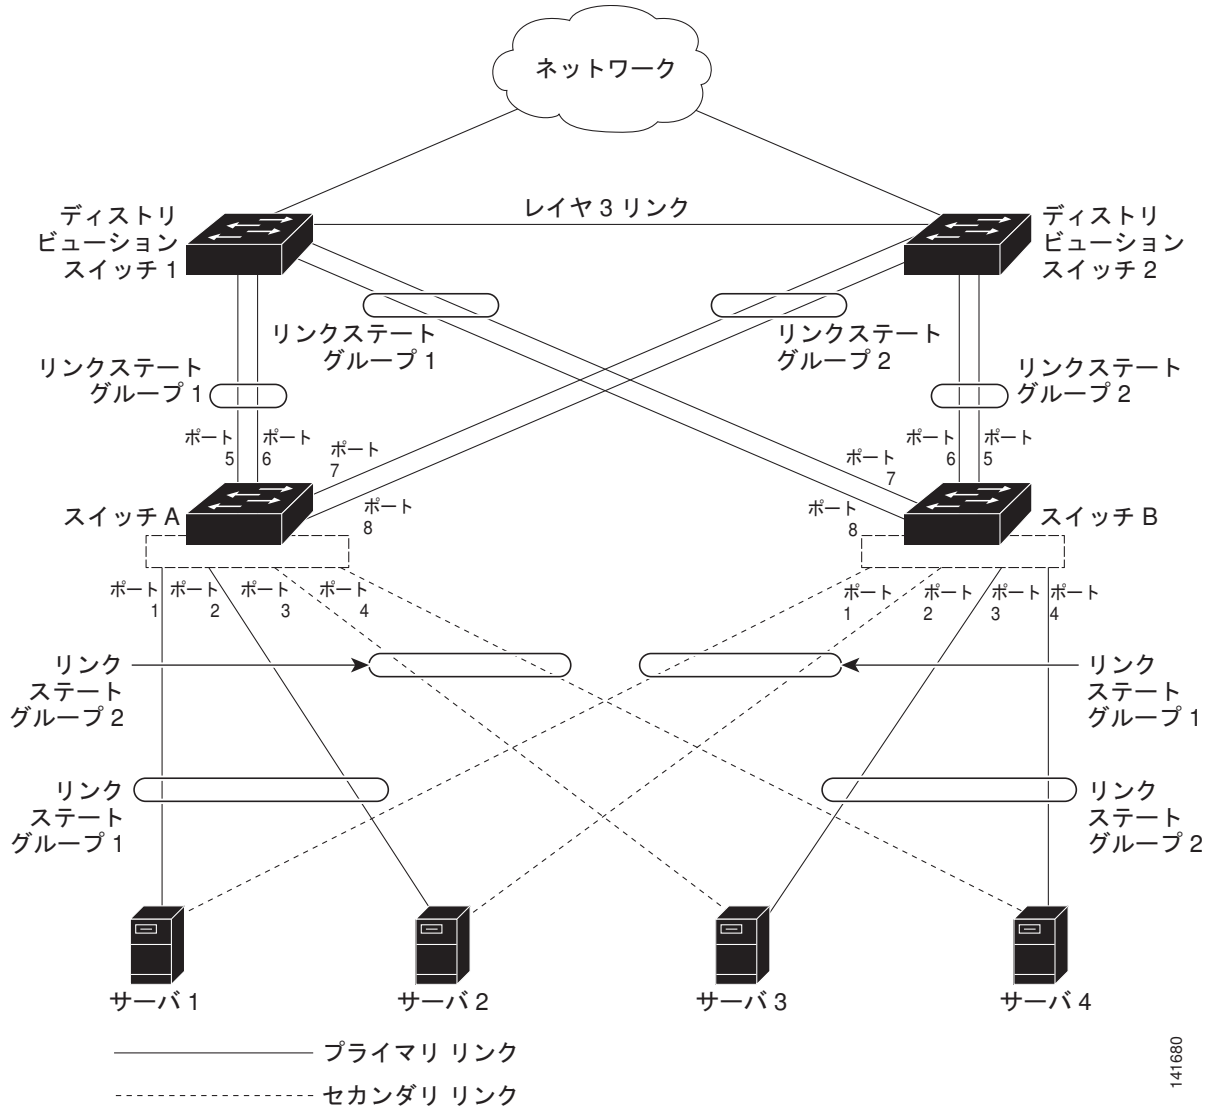 ネットワーク
レイヤ 3 リンク
ディストリ
ビューション
スイッチ 1
ディストリ
ビューション
スイッチ 2
リンクステート
グループ 1
リンクステート
グループ 2
リンクステート
グループ 1
リンクステート
グループ 2
ポート
5
ポート
6
ポート
7
ポート
8
ポート
7
ポート
6
ポート
5
ポート
8
スイッチ A
スイッチ B
ポート
1
ポート
2
ポート
3
ポート
4
ポート
1
ポート
2
ポート
3
ポート
4
リンク
ステート
グループ 2
リンク
ステート
グループ 1
リンク
ステート
グループ 1
リンク
ステート
グループ 2
サーバ 1
サーバ 2
サーバ 3
サーバ 4
プライマリ リンク
セカンダリ リンク
141680